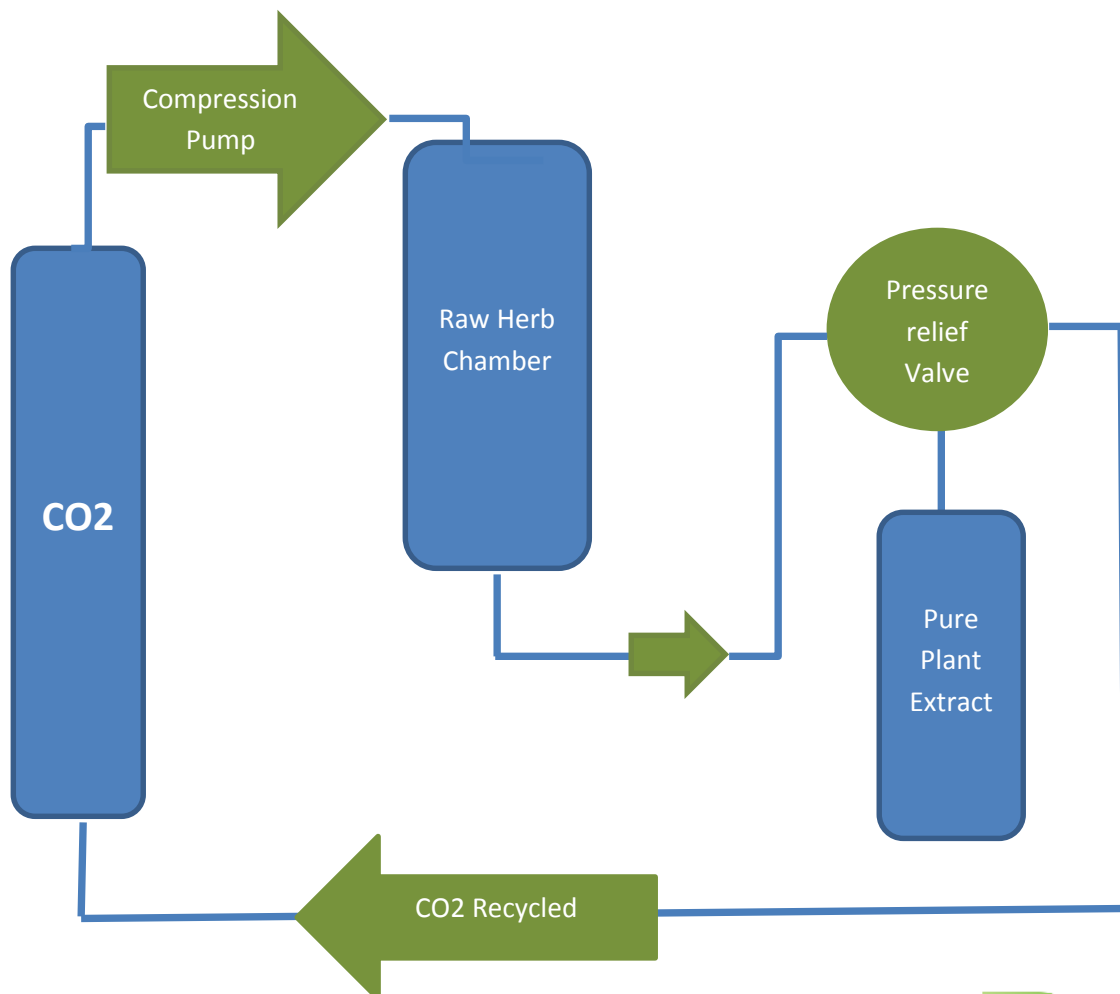 Compression
Pump
Raw Herb
Chamber
Pressure
relief
Valve
CO2
Pure
Plant
Extract
CO2 Recycled